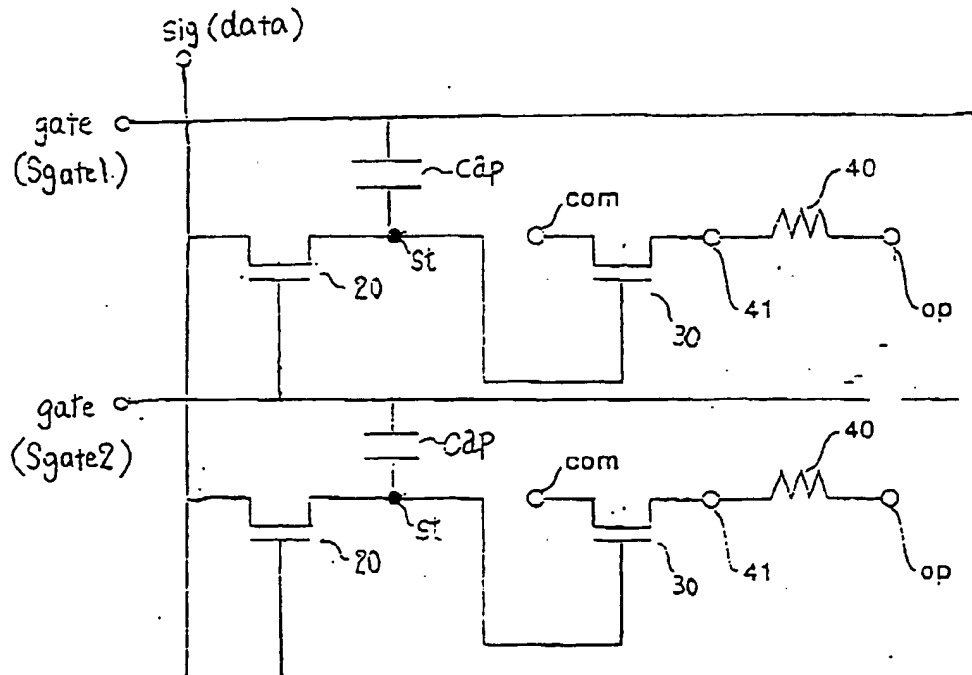 sig (data)
gate
(Sgate1.)
cap
com
40
st
20
30
41
op
gate
(Sgate2)
cap
com
40
st
20
30
41
op